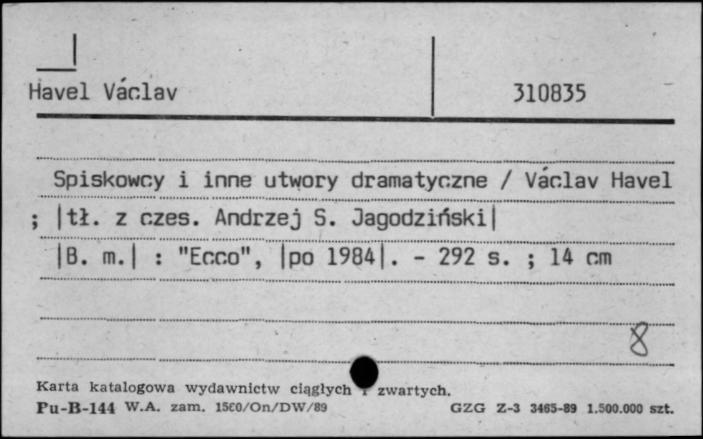 Havel Václav 310835
Spiskowcy i inne utwory dramatyczne / Václav Havel
; |tł. z czes. Andrzej S. Jagodziński|
|B. m.| : "Ecco", |po 1984|. - 292 s. ; 14 cm
8
Karta katalogowa wydawnictw ciągłych i zwartych.
Pu-B-144 W.A. zam. 1560/On/DW/89 GZG Z-3 3465-89 1.500.000 szt.